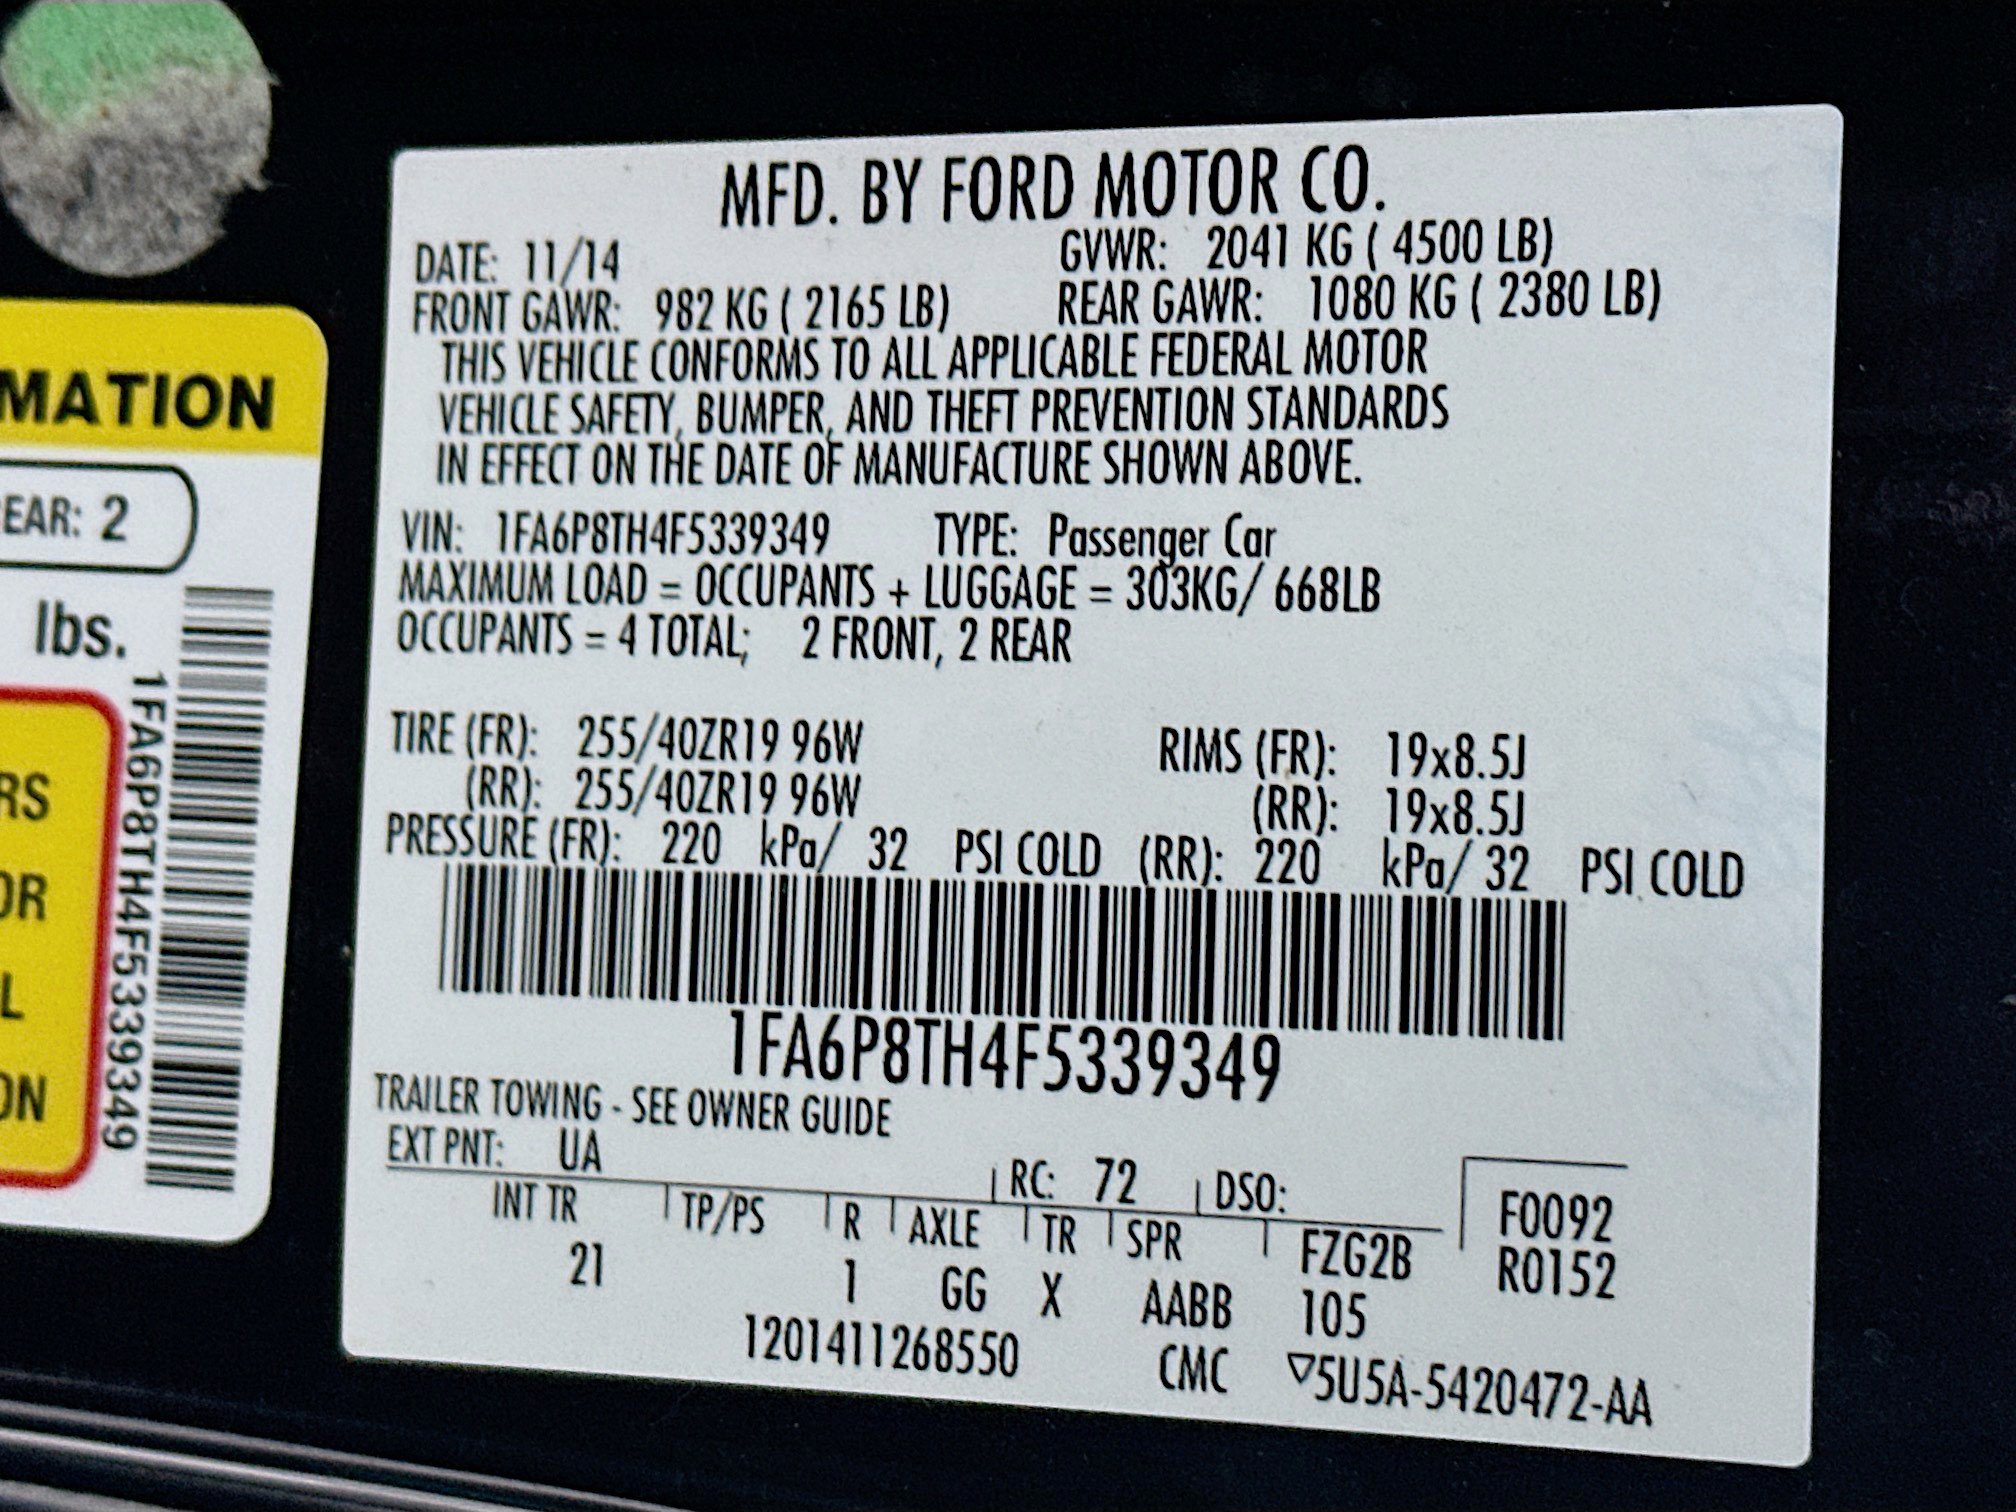 MATION
EAR: 2
lbs.
1FA6P8TH4F5339349
RS
OR
L
ON
MFD. BY FORD MOTOR CO.
DATE: 11/14 GVWR: 2041 KG ( 4500 LB)
FRONT GAWR: 982 KG ( 2165 LB) REAR GAWR: 1080 KG ( 2380 LB)
THIS VEHICLE CONFORMS TO ALL APPLICABLE FEDERAL MOTOR
VEHICLE SAFETY, BUMPER, AND THEFT PREVENTION STANDARDS
IN EFFECT ON THE DATE OF MANUFACTURE SHOWN ABOVE.
VIN: 1FA6P8TH4F5339349 TYPE: Passenger Car
MAXIMUM LOAD = OCCUPANTS + LUGGAGE = 303KG/ 668LB
OCCUPANTS = 4 TOTAL; 2 FRONT, 2 REAR
TIRE (FR): 255/40ZR19 96W RIMS (FR): 19x8.5J
(RR): 255/40ZR19 96W (RR): 19x8.5J
PRESSURE (FR): 220 kPa/ 32 PSI COLD (RR): 220 kPa/ 32 PSI COLD
1FA6P8TH4F5339349
TRAILER TOWING - SEE OWNER GUIDE
EXT PNT: UA RC: 72 DSO: F0092
INT TR TP/PS R AXLE TR SPR FZG2B R0152
21 1 GG X AABB 105
1201411268550 CMC ▽5U5A-5420472-AA